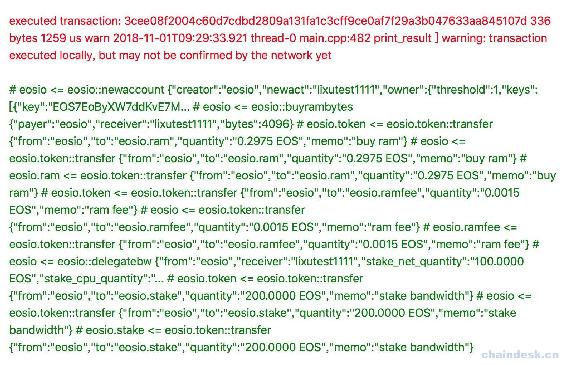 executed transaction: 3cee08f2004c60d7cdbd2809a131fa1c3cff9ce0af7f29a3b047633aa845107d 336
bytes 1259 us warn 2018-11-01T09:29:33.921 thread-0 main.cpp:482 print_result ] warning: transaction
executed locally, but may not be confirmed by the network yet
# eosio <= eosio::newaccount {"creator":"eosio","newact":"lixutest1111","owner":{"threshold":1,"keys":
[{"key":"EOS7EoByXW7ddKvE7M... # eosio <= eosio::buyrambytes
{"payer":"eosio","receiver":"lixutest1111","bytes":4096} # eosio.token <= eosio.token::transfer
{"from":"eosio","to":"eosio.ram","quantity":"0.2975 EOS","memo":"buy ram"} # eosio <=
eosio.token::transfer {"from":"eosio","to":"eosio.ram","quantity":"0.2975 EOS","memo":"buy ram"} #
eosio.ram <= eosio.token::transfer {"from":"eosio","to":"eosio.ram","quantity":"0.2975 EOS","memo":"buy
ram"} # eosio.token <= eosio.token::transfer {"from":"eosio","to":"eosio.ramfee","quantity":"0.0015
EOS","memo":"ram fee"} # eosio <= eosio.token::transfer
{"from":"eosio","to":"eosio.ramfee","quantity":"0.0015 EOS","memo":"ram fee"} # eosio.ramfee <=
eosio.token::transfer {"from":"eosio","to":"eosio.ramfee","quantity":"0.0015 EOS","memo":"ram fee"} #
eosio <= eosio::delegatebw {"from":"eosio","receiver":"lixutest1111","stake_net_quantity":"100.0000
EOS","stake_cpu_quantity":"... # eosio.token <= eosio.token::transfer
{"from":"eosio","to":"eosio.stake","quantity":"200.0000 EOS","memo":"stake bandwidth"} # eosio <=
eosio.token::transfer {"from":"eosio","to":"eosio.stake","quantity":"200.0000 EOS","memo":"stake
bandwidth"} # eosio.stake <= eosio.token::transfer
{"from":"eosio","to":"eosio.stake","quantity":"200.0000 EOS","memo":"stake bandwidth"}
chaindesk.cn